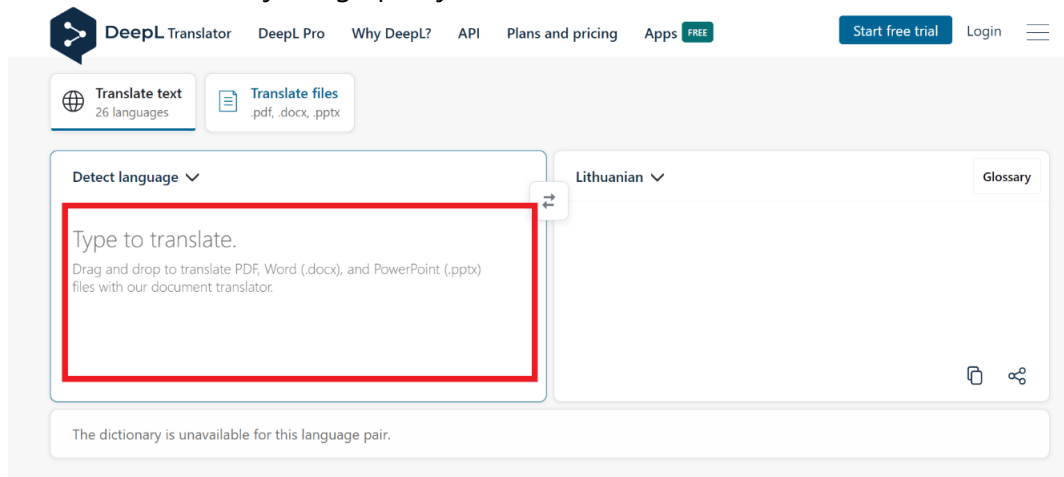 DeepL Translator DeepL Pro Why DeepL? API Plans and pricing Apps FREE Start free trial Login
Translate text
26 languages
Translate files
.pdf, .docx, .pptx
Detect language
Lithuanian
Glossary
Type to translate.
Drag and drop to translate PDF, Word (.docx), and PowerPoint (.pptx)
files with our document translator.
The dictionary is unavailable for this language pair.